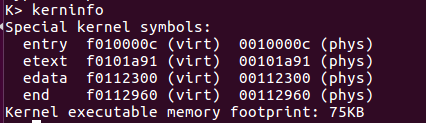 K> kerninfo
Special kernel symbols:
  entry  f010000c (virt)  0010000c (phys)
  etext  f0101a91 (virt)  00101a91 (phys)
  edata  f0112300 (virt)  00112300 (phys)
  end    f0112960 (virt)  00112960 (phys)
Kernel executable memory footprint: 75KB